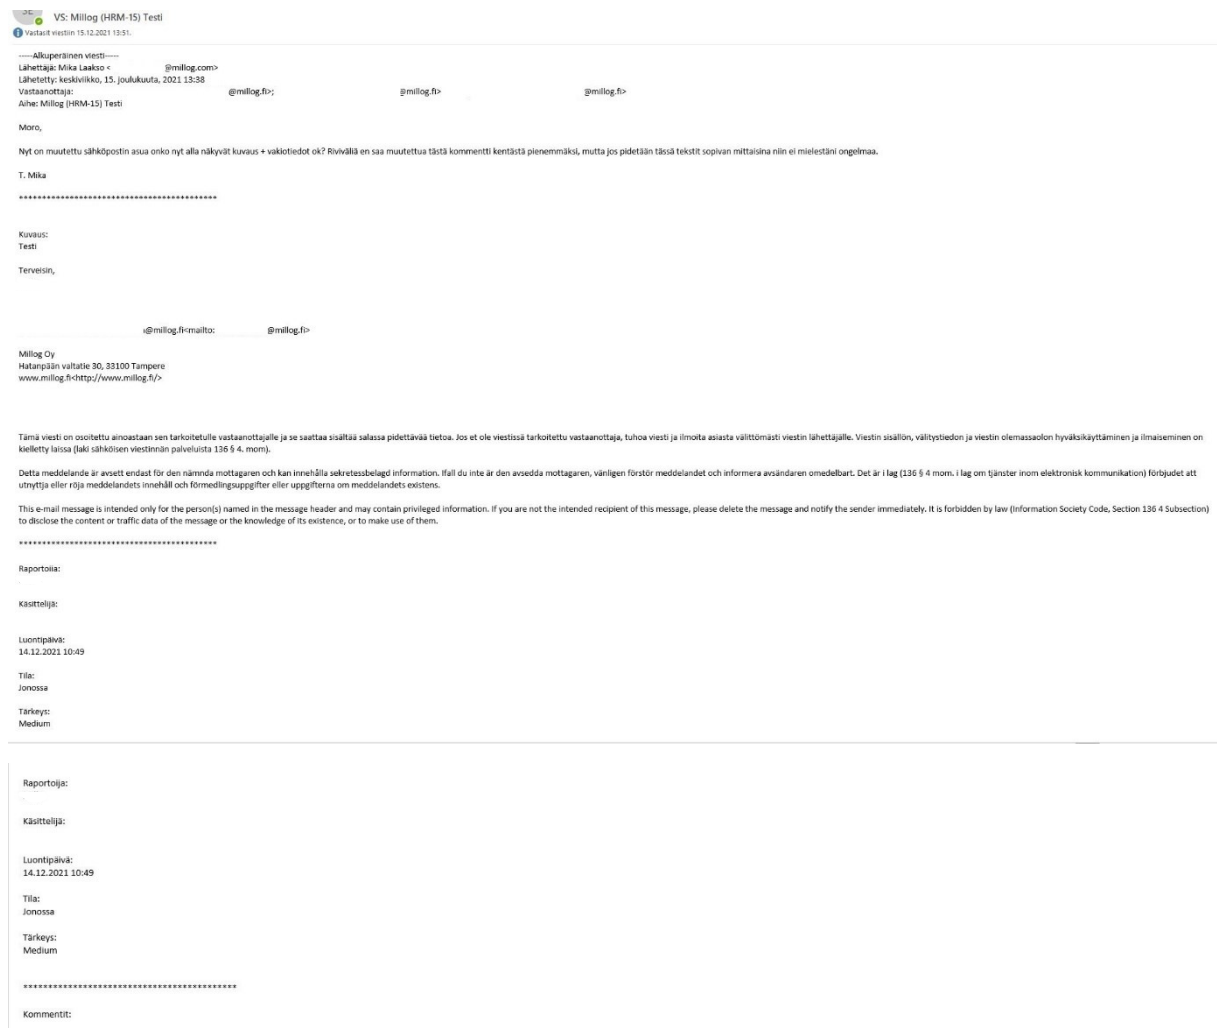 SE
VS: Millog (HRM-15) Testi
Vastasit viestiin 15.12.2021 13:51.
-----Alkuperäinen viesti-----
Lähettäjä: Mika Laakso < @millog.com>
Lähetetty: keskiviikko, 15. joulukuuta, 2021 13:38
Vastaanottaja: @millog.fi>; @millog.fi> @millog.fi>
Aihe: Millog (HRM-15) Testi
Moro,
Nyt on muutettu sähköpostin asua onko nyt alla näkyvät kuvaus + vakiotiedot ok? Riviväliä en saa muutettua tästä kommentti kentästä pienemmäksi, mutta jos pidetään tässä tekstit sopivan mittaisina niin ei mielestäni ongelmaa.
T. Mika
*******************************************
Kuvaus:
Testi
Terveisin,
@millog.fi<mailto: @millog.fi>
Millog Oy
Hatanpään valtatie 30, 33100 Tampere
www.millog.fi<http://www.millog.fi/>
Tämä viesti on osoitettu ainoastaan sen tarkoitetulle vastaanottajalle ja se saattaa sisältää salassa pidettävää tietoa. Jos et ole viestissä tarkoitettu vastaanottaja, tuhoa viesti ja ilmoita asiasta välittömästi viestin lähettäjälle. Viestin sisällön, välitystiedon ja viestin olemassaolon hyväksikäyttäminen ja ilmaiseminen on
kielletty laissa (laki sähköisen viestinnän palveluista 136 § 4. mom).
Detta meddelande är avsett endast för den nämnda mottagaren och kan innehålla sekretessbelagd information. Ifall du inte är den avsedda mottagaren, vänligen förstör meddelandet och informera avsändaren omedelbart. Det är i lag (136 § 4 mom. i lag om tjänster inom elektronisk kommunikation) förbjudet att
utnyttja eller röja meddelandets innehåll och förmedlingsuppgifter eller uppgifterna om meddelandets existens.
This e-mail message is intended only for the person(s) named in the message header and may contain privileged information. If you are not the intended recipient of this message, please delete the message and notify the sender immediately. It is forbidden by law (Information Society Code, Section 136 4 Subsection)
to disclose the content or traffic data of the message or the knowledge of its existence, or to make use of them.
*******************************************
Raportoija:
Käsittelijä:
Luontipäivä:
14.12.2021 10:49
Tila:
Jonossa
Tärkeys:
Medium
Raportoija:
Käsittelijä:
Luontipäivä:
14.12.2021 10:49
Tila:
Jonossa
Tärkeys:
Medium
*******************************************
Kommentit: